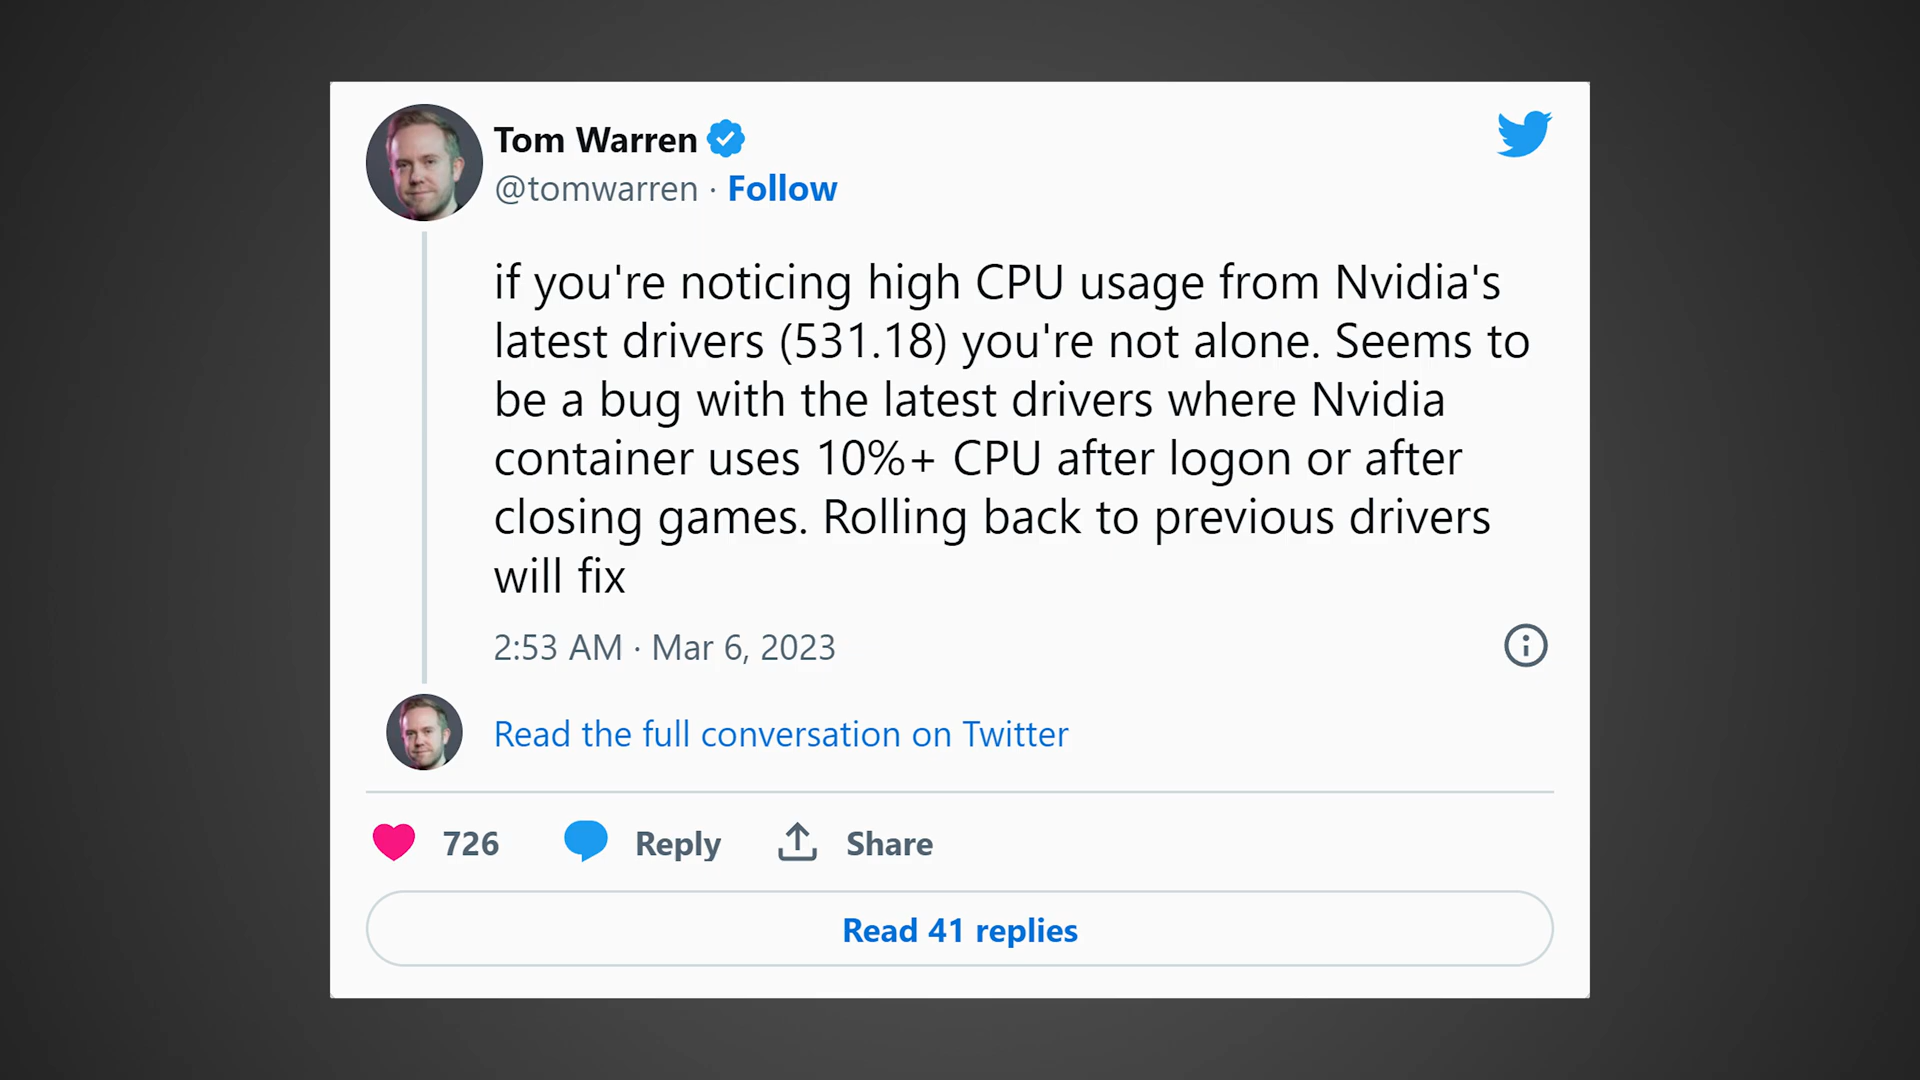 Tom Warren
@tomwarren · Follow
if you're noticing high CPU usage from Nvidia's
latest drivers (531.18) you're not alone. Seems to
be a bug with the latest drivers where Nvidia
container uses 10%+ CPU after logon or after
closing games. Rolling back to previous drivers
will fix
2:53 AM · Mar 6, 2023
Read the full conversation on Twitter
726 Reply Share
Read 41 replies